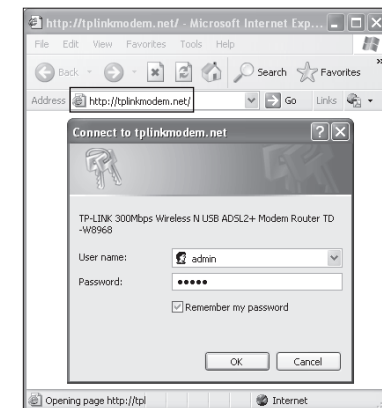 http://tplinkmodem.net/ - Microsoft Internet Exp...
File Edit View Favorites Tools Help
Back Search Favorites »
Address http://tplinkmodem.net/ Go Links
Connect to tplinkmodem.net
TP-LINK 300Mbps Wireless N USB ADSL2+ Modem Router TD
-W8968
User name: admin
Password: •••••
Remember my password
OK Cancel
Opening page http://tpl Internet